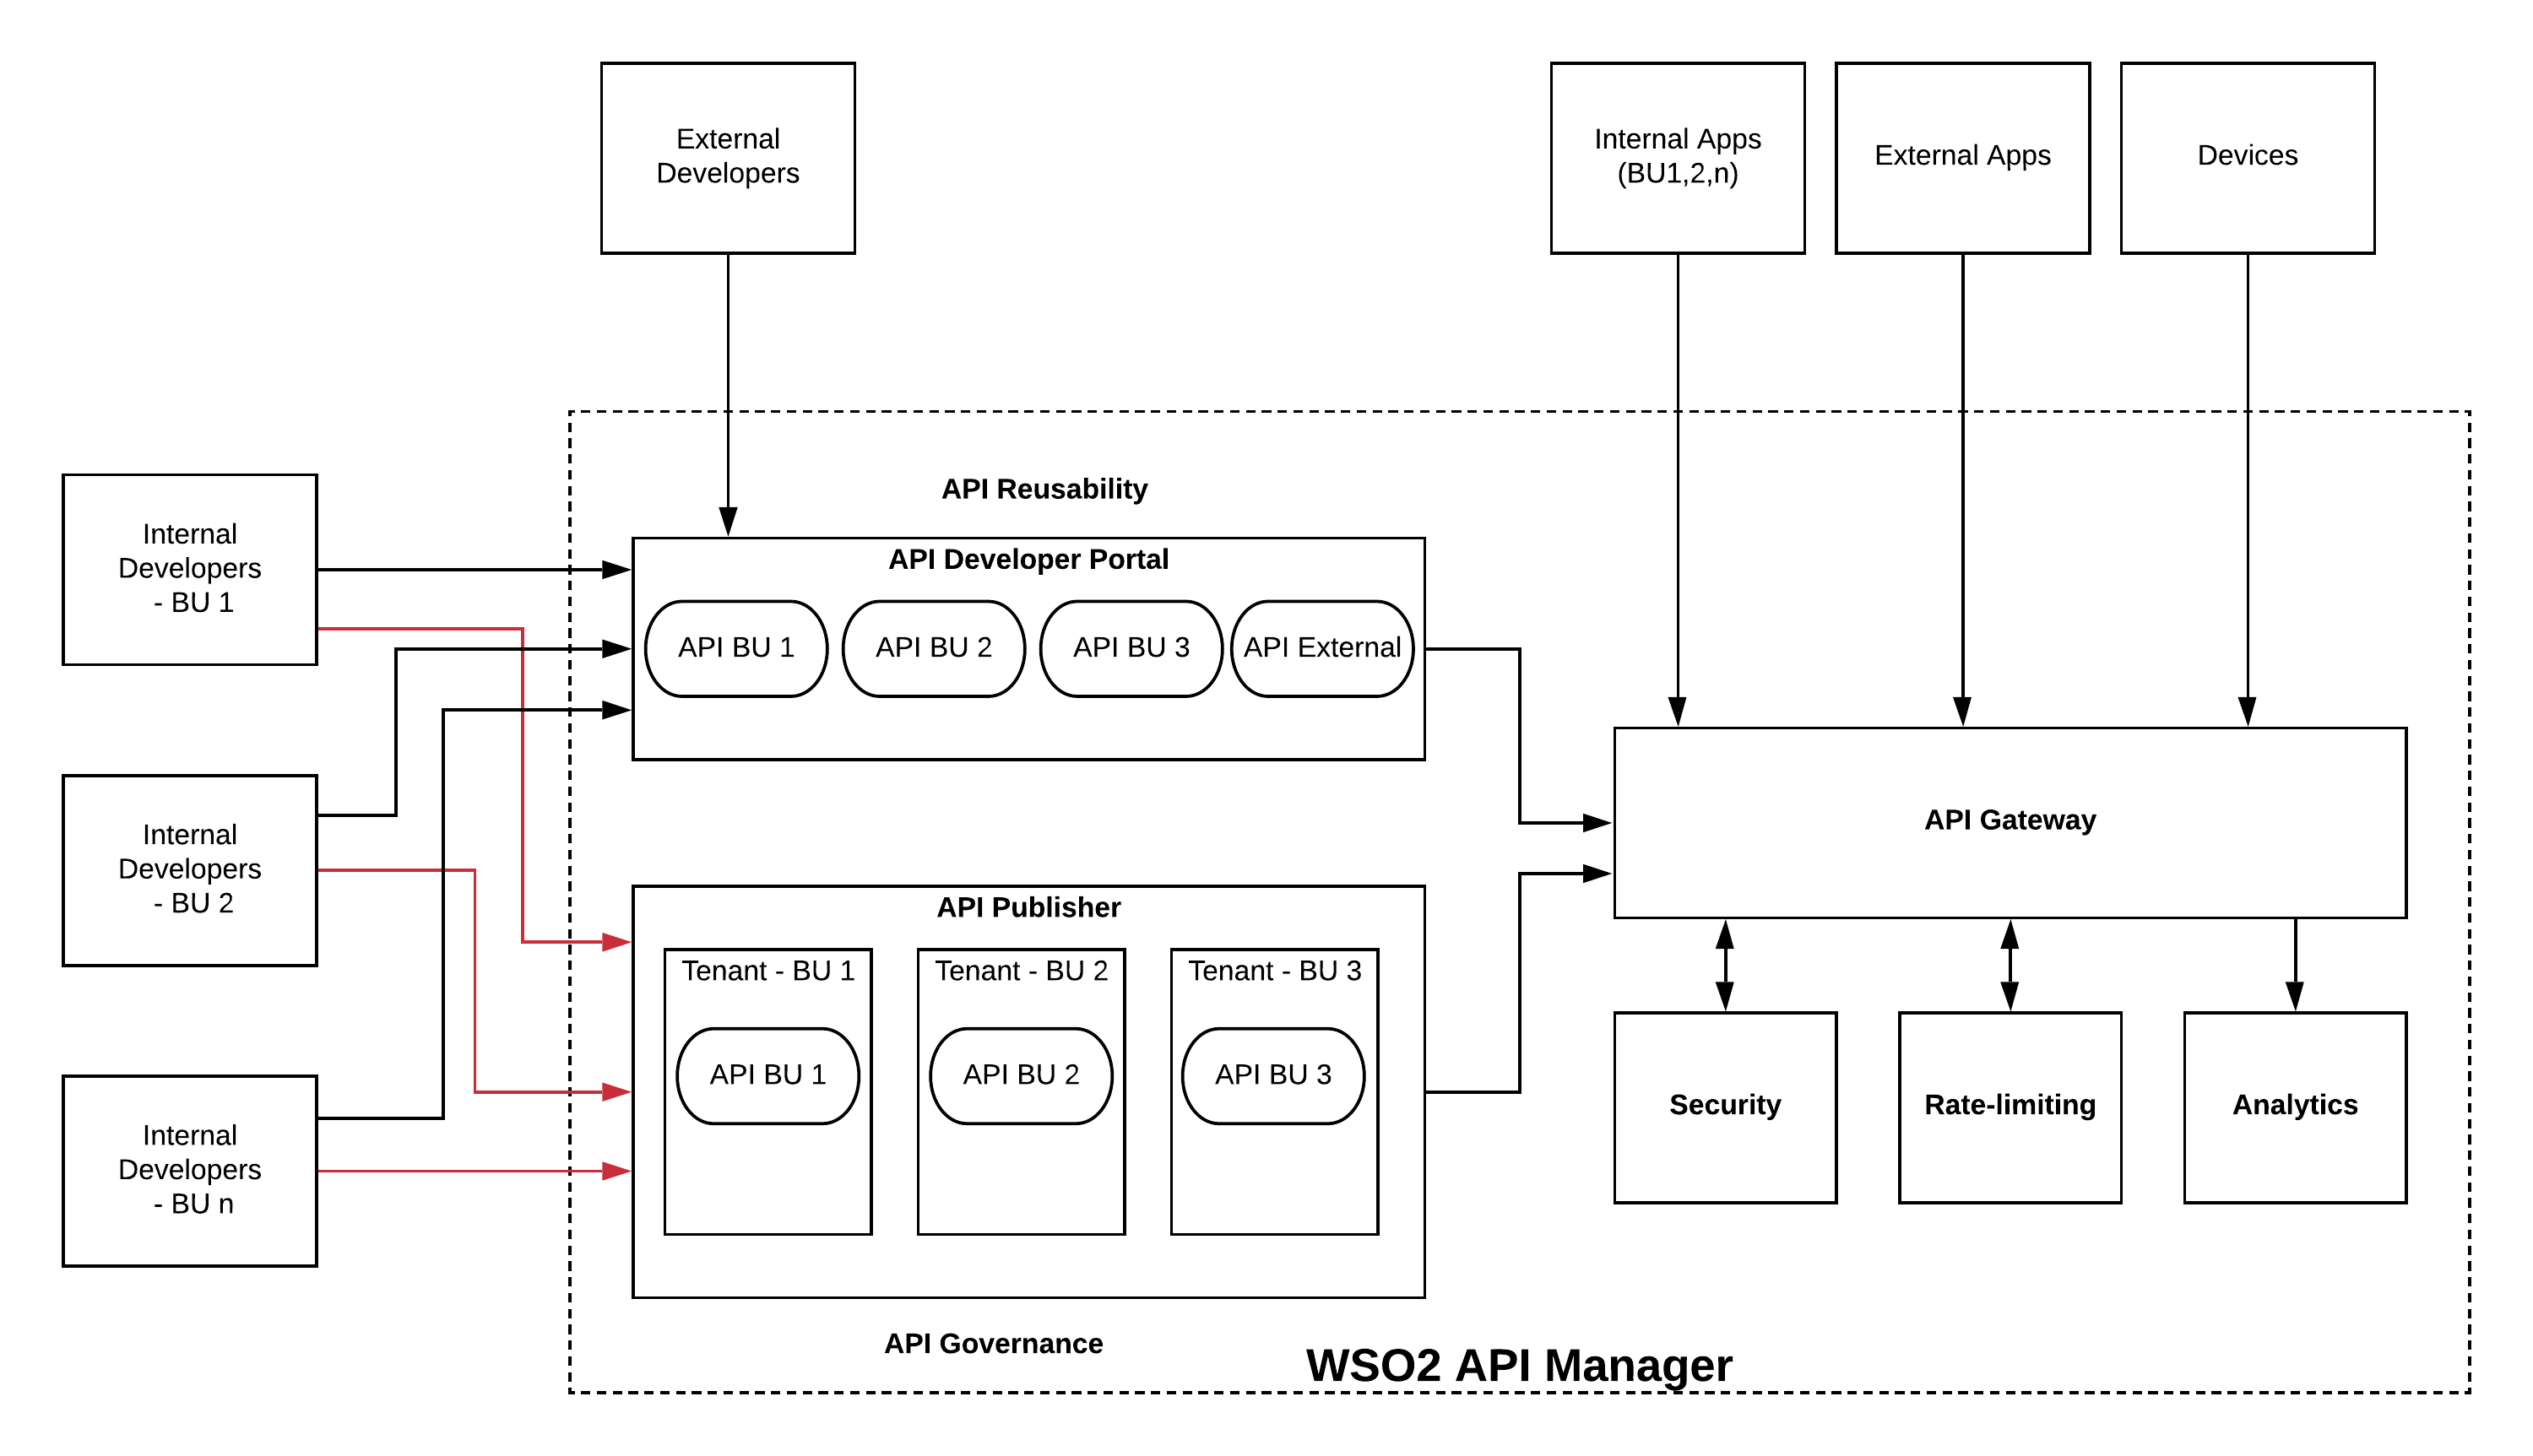 External
Developers
Internal Apps
(BU1,2,n)
External Apps
Devices
API Reusability
Internal
Developers
- BU 1
API Developer Portal
API BU 1
API BU 2
API BU 3
API External
Internal
Developers
- BU 2
API Gateway
API Publisher
Tenant - BU 1
Tenant - BU 2
Tenant - BU 3
API BU 1
API BU 2
API BU 3
Security
Rate-limiting
Analytics
Internal
Developers
- BU n
API Governance
WSO2 API Manager